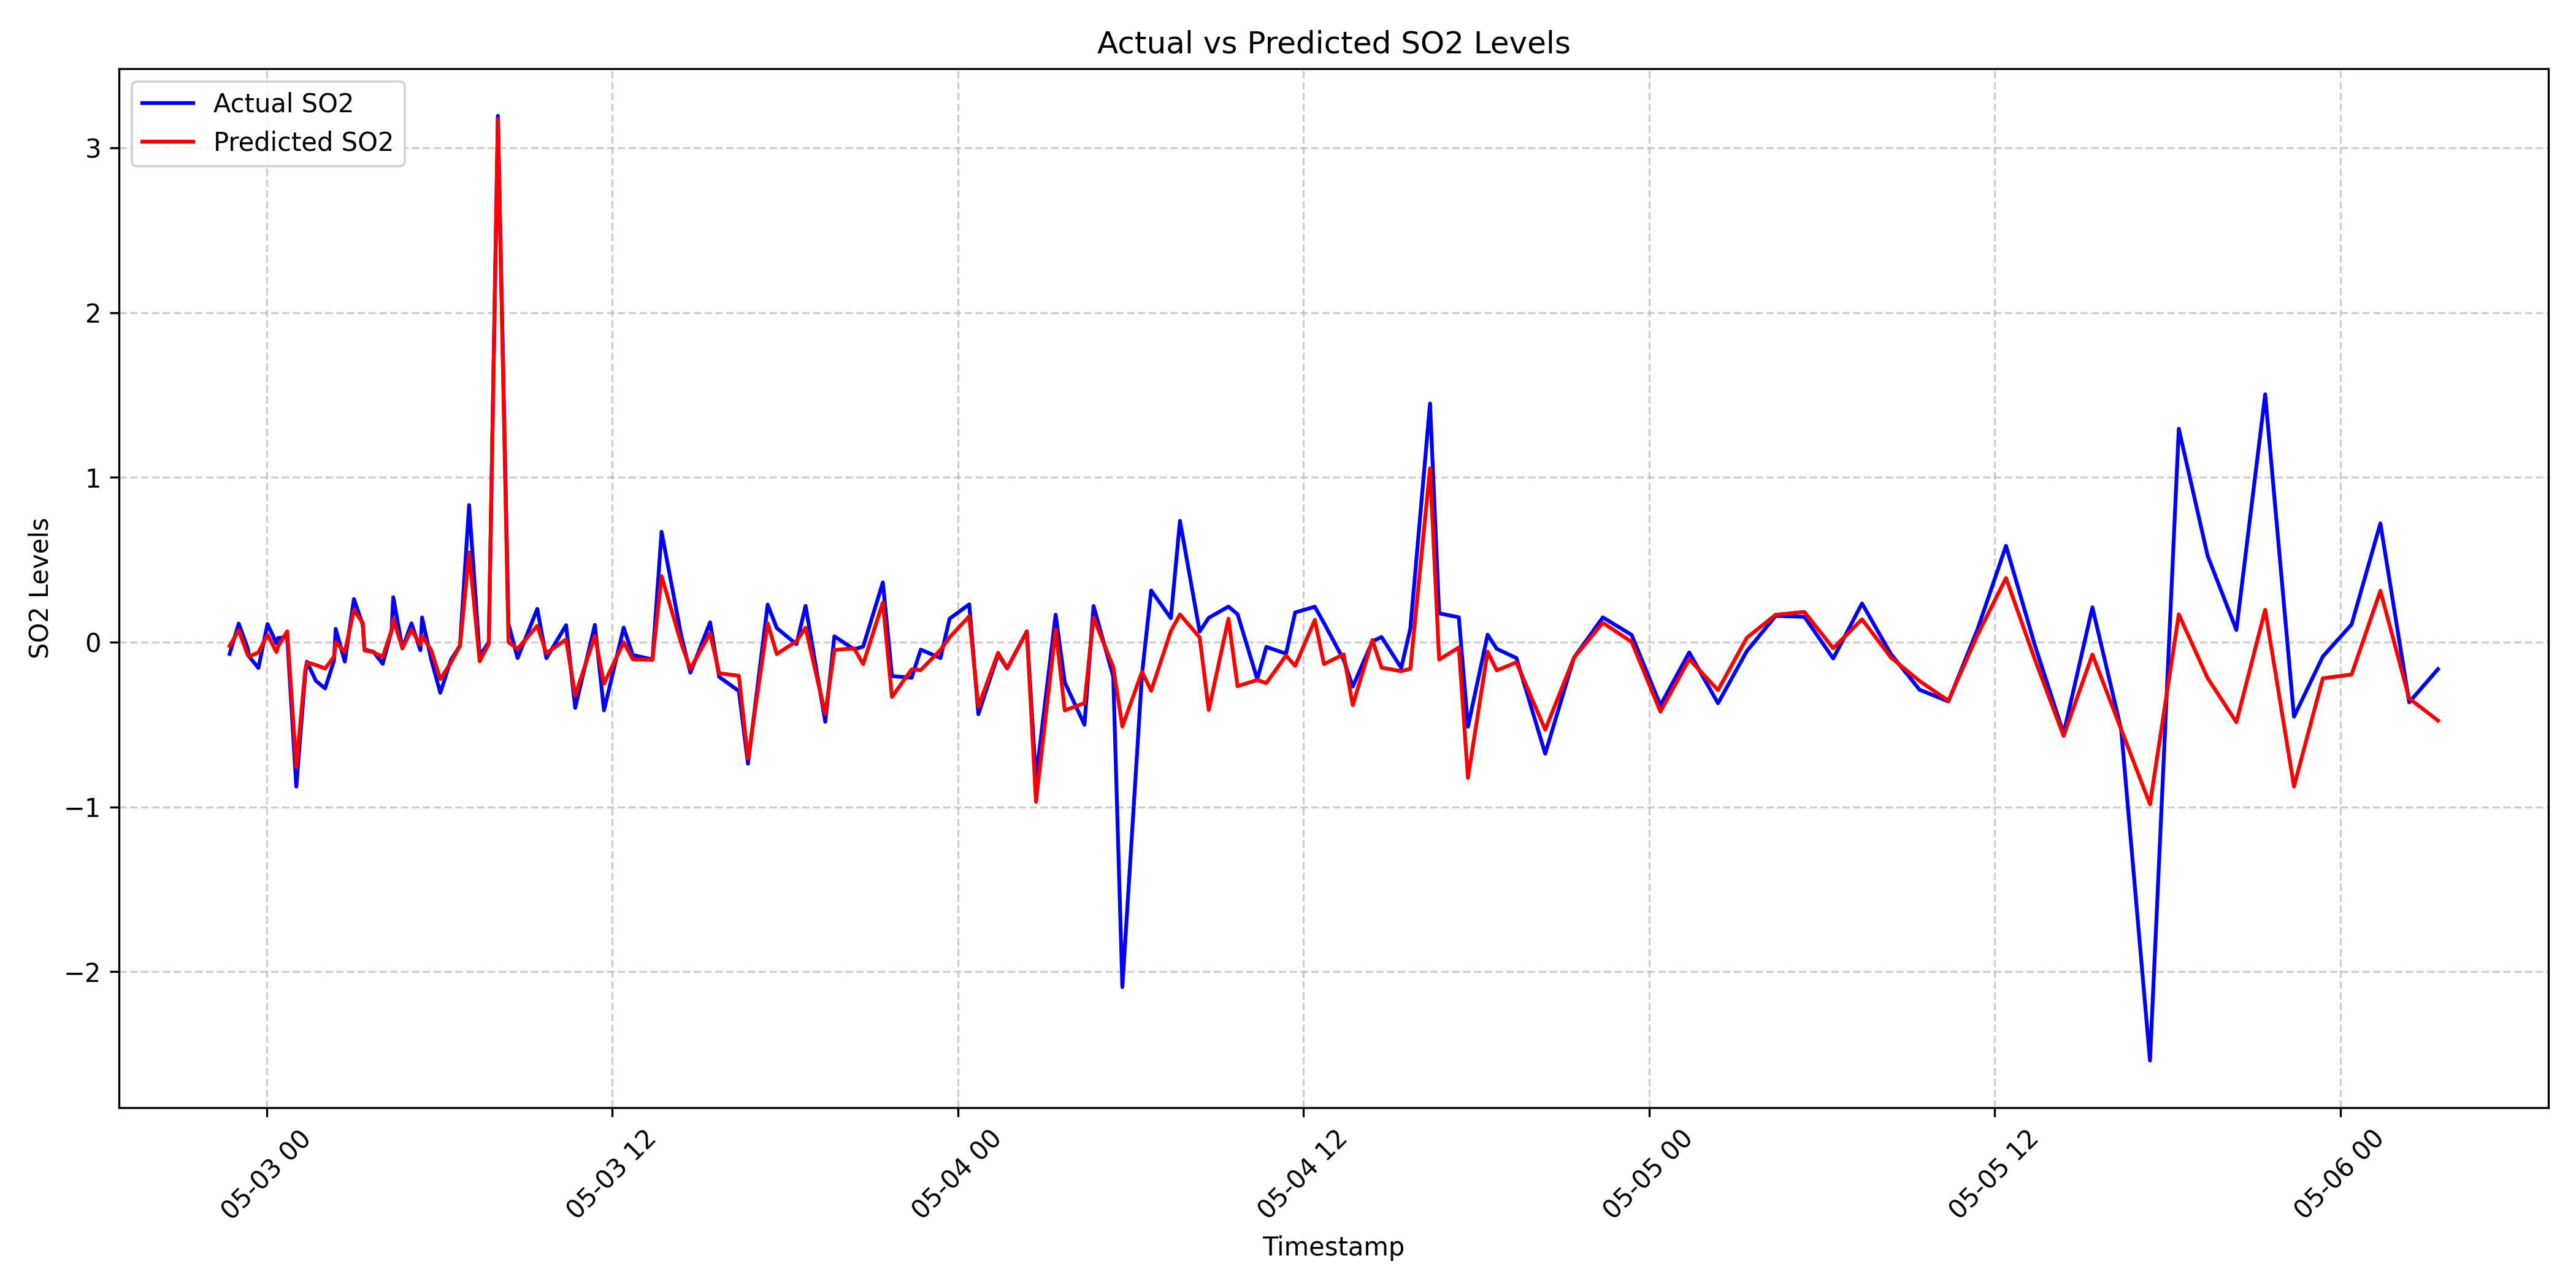 Actual vs Predicted SO2 Levels
Actual SO2
Predicted SO2
3
2
1
0
−1
−2
SO2 Levels
05-03 00
05-03 12
05-04 00
05-04 12
05-05 00
05-05 12
05-06 00
Timestamp